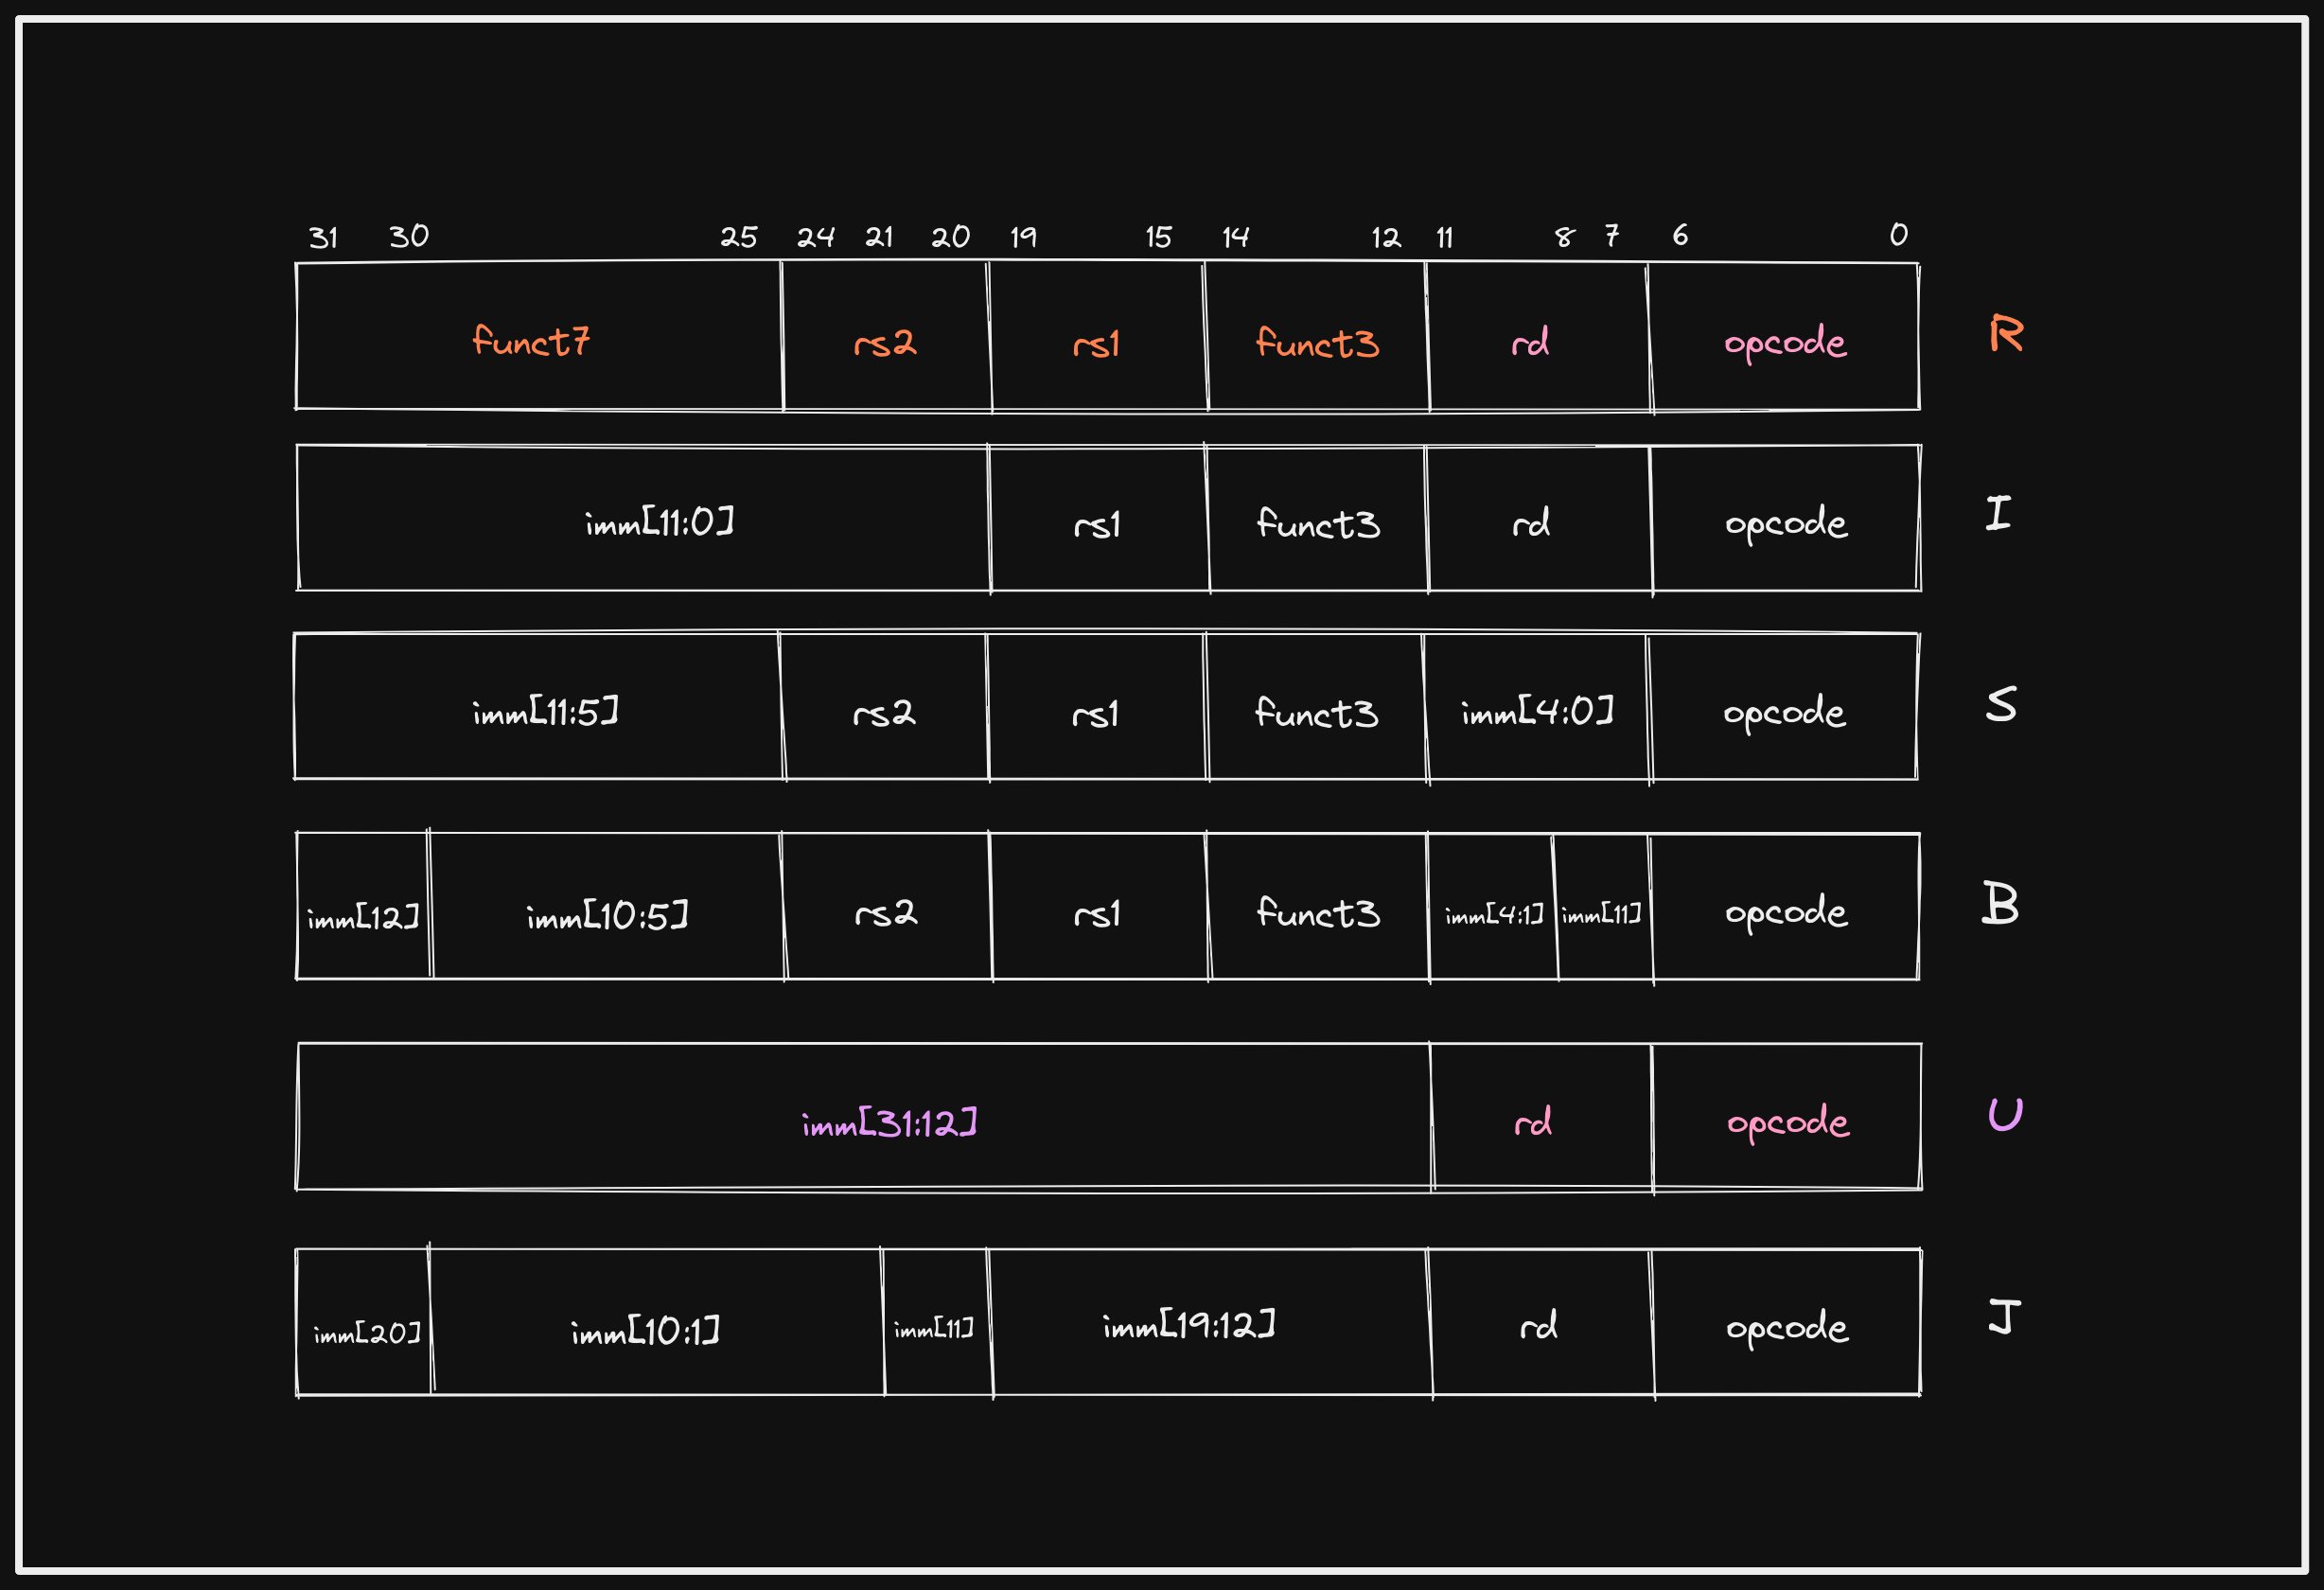 31 30 25 24 21 20 19 15 14 12 11 8 7 6 0
funct7 rs2 rs1 funct3 rd opcode R
imm[11:0] rs1 funct3 rd opcode I
imm[11:5] rs2 rs1 funct3 imm[4:0] opcode S
imm[12] imm[10:5] rs2 rs1 funct3 imm[4:1] imm[11] opcode B
imm[31:12] rd opcode U
imm[20] imm[10:1] imm[11] imm[19:12] rd opcode J